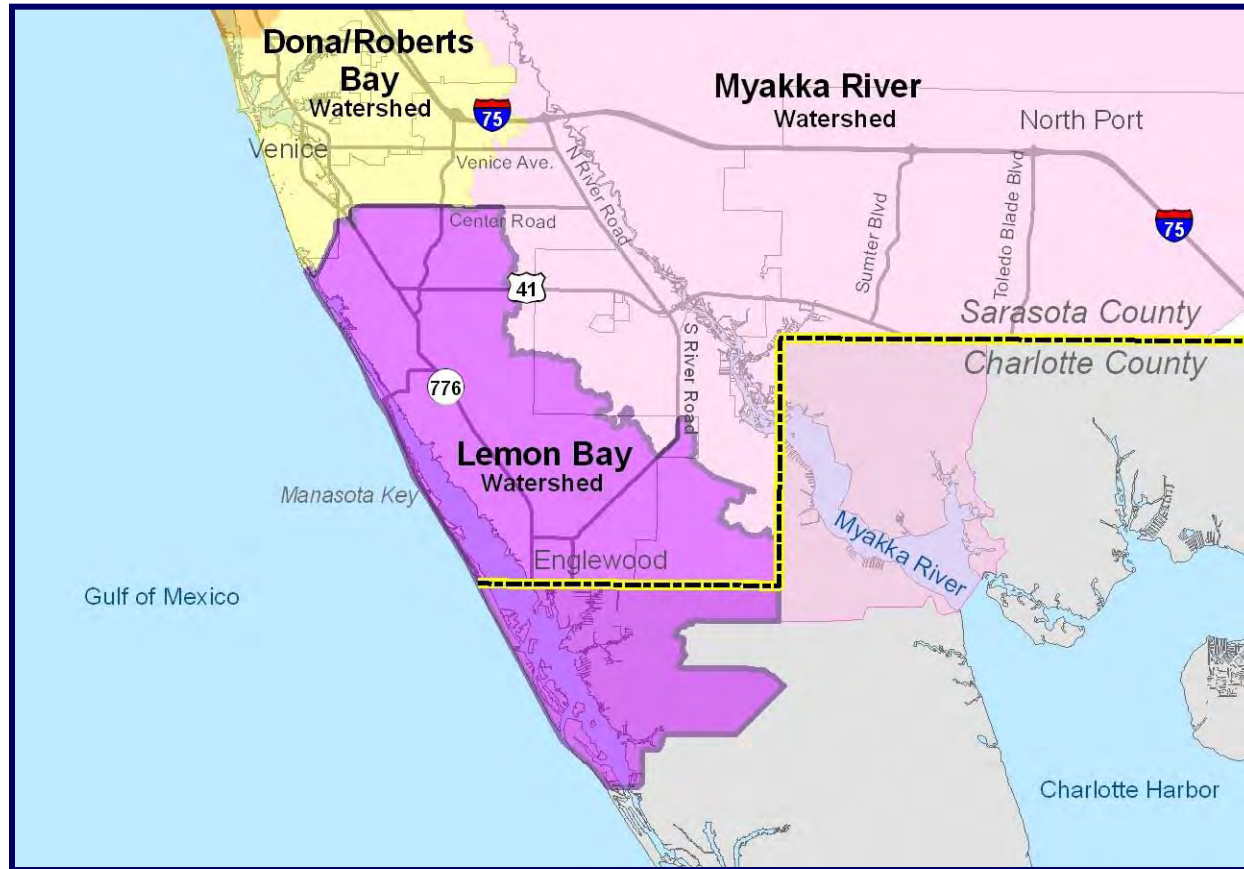 Dona/Roberts
Bay
Watershed
Myakka River
Watershed
75
North Port
Venice
Venice Ave.
N River Road
Sumter Blvd
Toledo Blade Blvd
75
Center Road
41
S River Road
Sarasota County
Charlotte County
776
Lemon Bay
Watershed
Manasota Key
Myakka River
Englewood
Gulf of Mexico
Charlotte Harbor